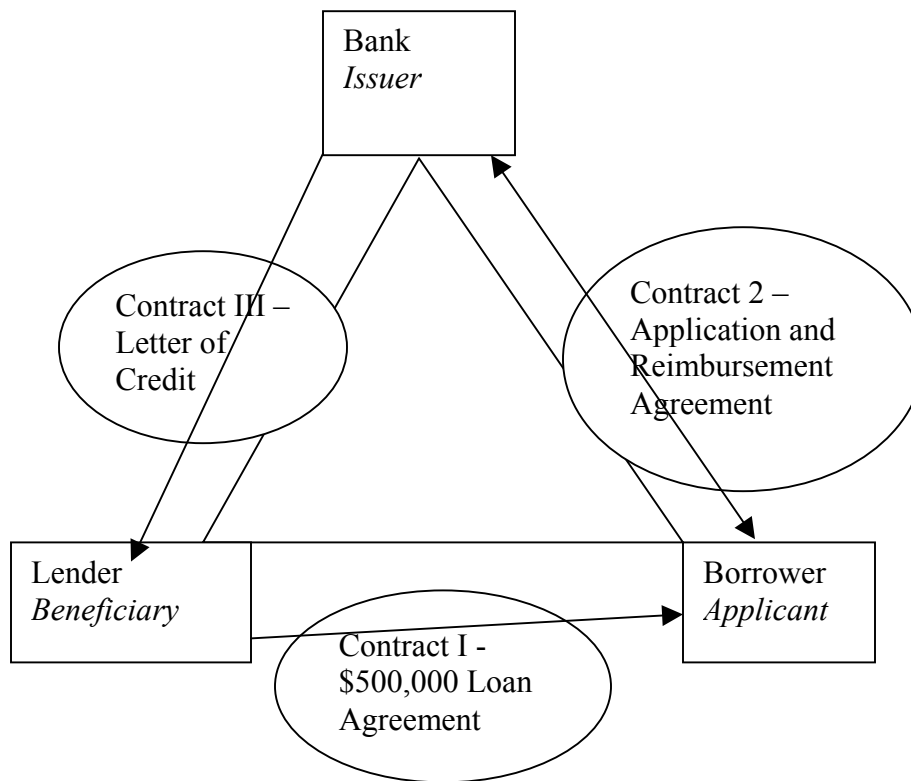 Bank
Issuer
Contract III –
Letter of
Credit
Contract 2 –
Application and
Reimbursement
Agreement
Lender
Beneficiary
Borrower
Applicant
Contract I -
$500,000 Loan
Agreement